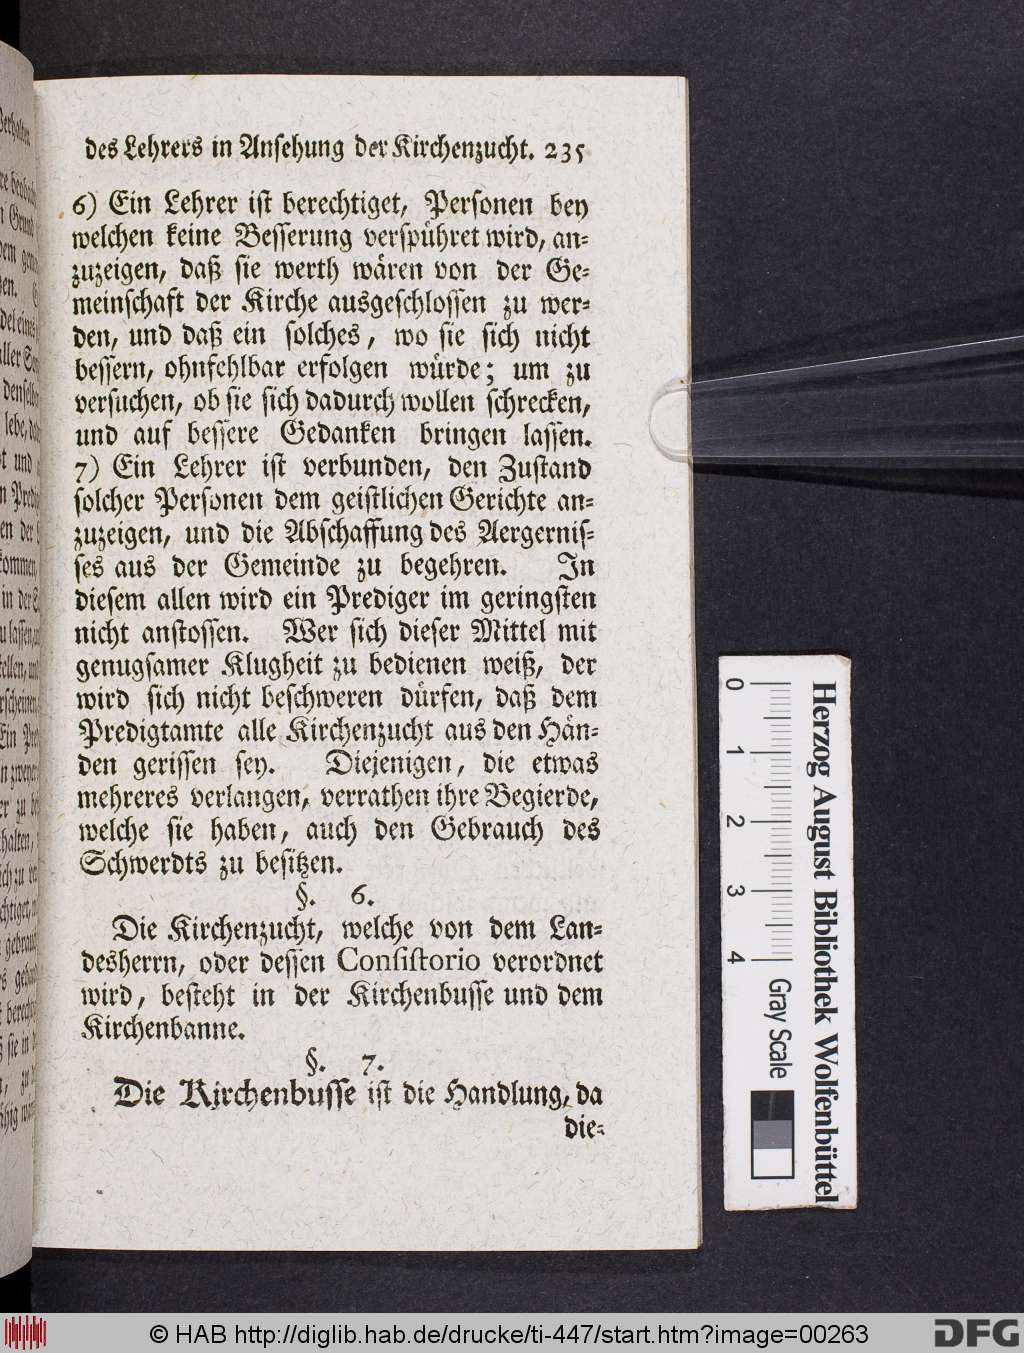 des Lehrers in Ansehung der Kirchenzucht. 235
6) Ein Lehrer ist berechtiget, Personen bey
welchen keine Besserung verspühret wird, an-
zuzeigen, daß sie werth wären von der Ge-
meinschaft der Kirche ausgeschlossen zu wer-
den, und daß ein solches, wo sie sich nicht
bessern, ohnfehlbar erfolgen würde; um zu
versuchen, ob sie sich dadurch wollen schrecken,
und auf bessere Gedanken bringen lassen.
7) Ein Lehrer ist verbunden, den Zustand
solcher Personen dem geistlichen Gerichte an-
zuzeigen, und die Abschaffung des Aergernis-
ses aus der Gemeinde zu begehren. In
diesem allen wird ein Prediger im geringsten
nicht anstossen. Wer sich dieser Mittel mit
genugsamer Klugheit zu bedienen weiß, der
wird sich nicht beschweren dürfen, daß dem
Predigtamte alle Kirchenzucht aus den Hän-
den gerissen sey. Diejenigen, die etwas
mehreres verlangen, verrathen ihre Begierde,
welche sie haben, auch den Gebrauch des
Schwerdts zu besitzen.
§. 6.
Die Kirchenzucht, welche von dem Lan-
desherrn, oder dessen Consistorio verordnet
wird, besteht in der Kirchenbusse und dem
Kirchenbanne.
§. 7.
Die Kirchenbusse ist die Handlung, da
die-
0 1 2 3 4
Gray Scale
Herzog August Bibliothek Wolfenbüttel
© HAB http://diglib.hab.de/drucke/ti-447/start.htm?image=00263
DFG